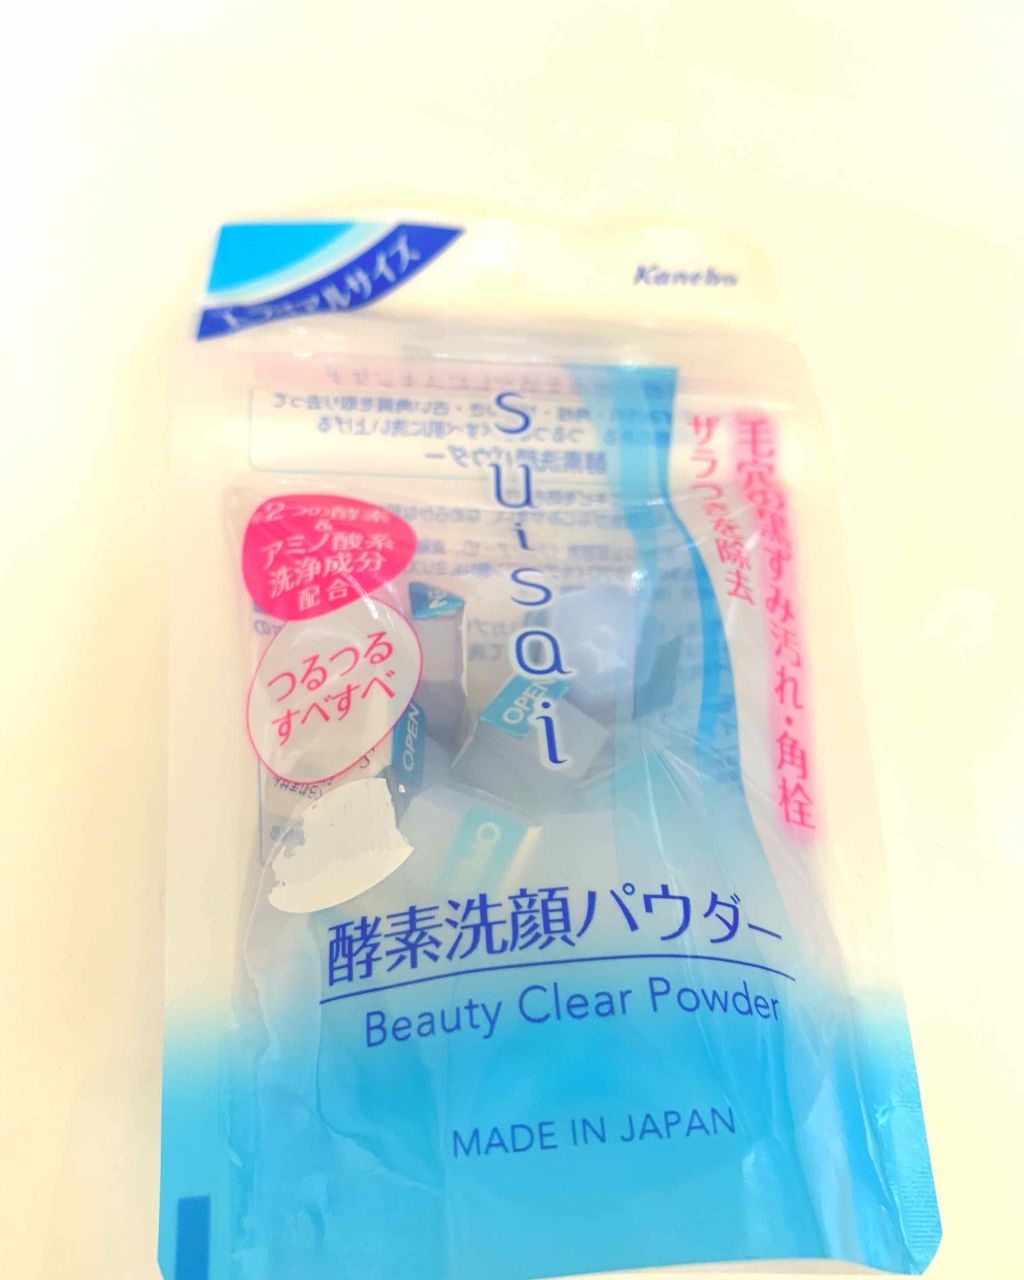 トライアルサイズ
Kanebo
suisai
毛穴の黒ずみ汚れ・角栓
ザラつきを除去
※2つの酵素
&
アミノ酸系
洗浄成分
配合
つるつる
すべすべ
OPEN
OPEN
OPEN
酵素洗顔パウダー
Beauty Clear Powder
MADE IN JAPAN